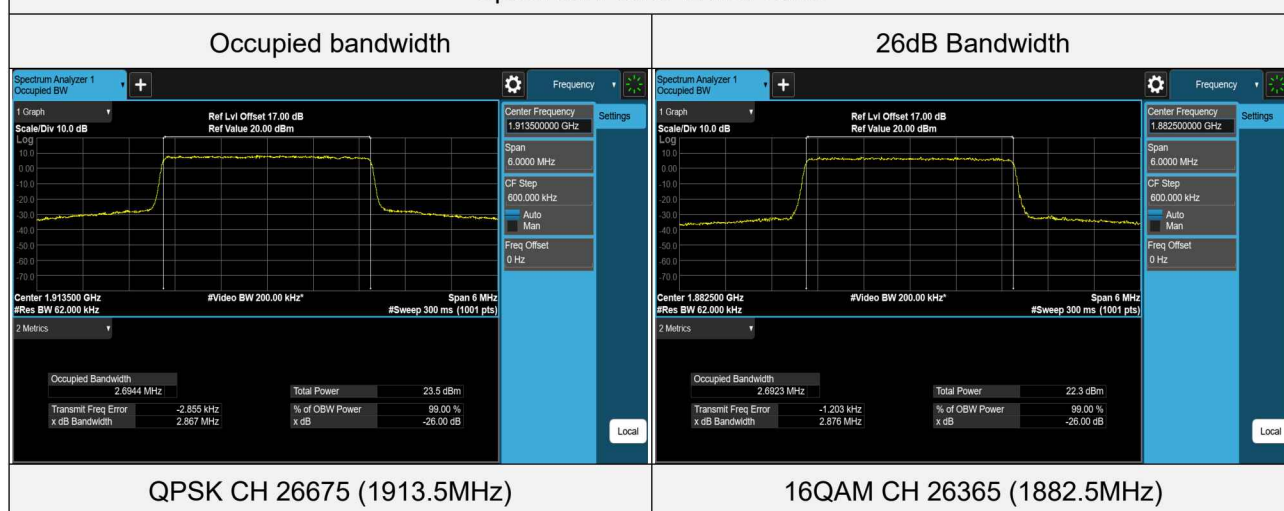 Occupied bandwidth
26dB Bandwidth
Spectrum Analyzer 1
Occupied BW
+
Frequency
1 Graph
Scale/Div 10.0 dB
Ref Lvl Offset 17.00 dB
Ref Value 20.00 dBm
Log
10.0
0.00
-10.0
-20.0
-30.0
-40.0
-50.0
-60.0
-70.0
Center 1.913500 GHz
#Video BW 200.00 kHz*
Span 6 MHz
#Res BW 62.000 kHz
#Sweep 300 ms (1001 pts)
Center Frequency
1.913500000 GHz
Span
6.0000 MHz
CF Step
600.000 kHz
Auto
Man
Freq Offset
0 Hz
Settings
Local
2 Metrics
Occupied Bandwidth
2.6944 MHz
Total Power 23.5 dBm
Transmit Freq Error -2.855 kHz
% of OBW Power 99.00 %
x dB Bandwidth 2.867 MHz
x dB -26.00 dB
Spectrum Analyzer 1
Occupied BW
+
Frequency
1 Graph
Scale/Div 10.0 dB
Ref Lvl Offset 17.00 dB
Ref Value 20.00 dBm
Log
10.0
0.00
-10.0
-20.0
-30.0
-40.0
-50.0
-60.0
-70.0
Center 1.882500 GHz
#Video BW 200.00 kHz*
Span 6 MHz
#Res BW 62.000 kHz
#Sweep 300 ms (1001 pts)
Center Frequency
1.882500000 GHz
Span
6.0000 MHz
CF Step
600.000 kHz
Auto
Man
Freq Offset
0 Hz
Settings
Local
2 Metrics
Occupied Bandwidth
2.6923 MHz
Total Power 22.3 dBm
Transmit Freq Error -1.203 kHz
% of OBW Power 99.00 %
x dB Bandwidth 2.876 MHz
x dB -26.00 dB
QPSK CH 26675 (1913.5MHz)
16QAM CH 26365 (1882.5MHz)